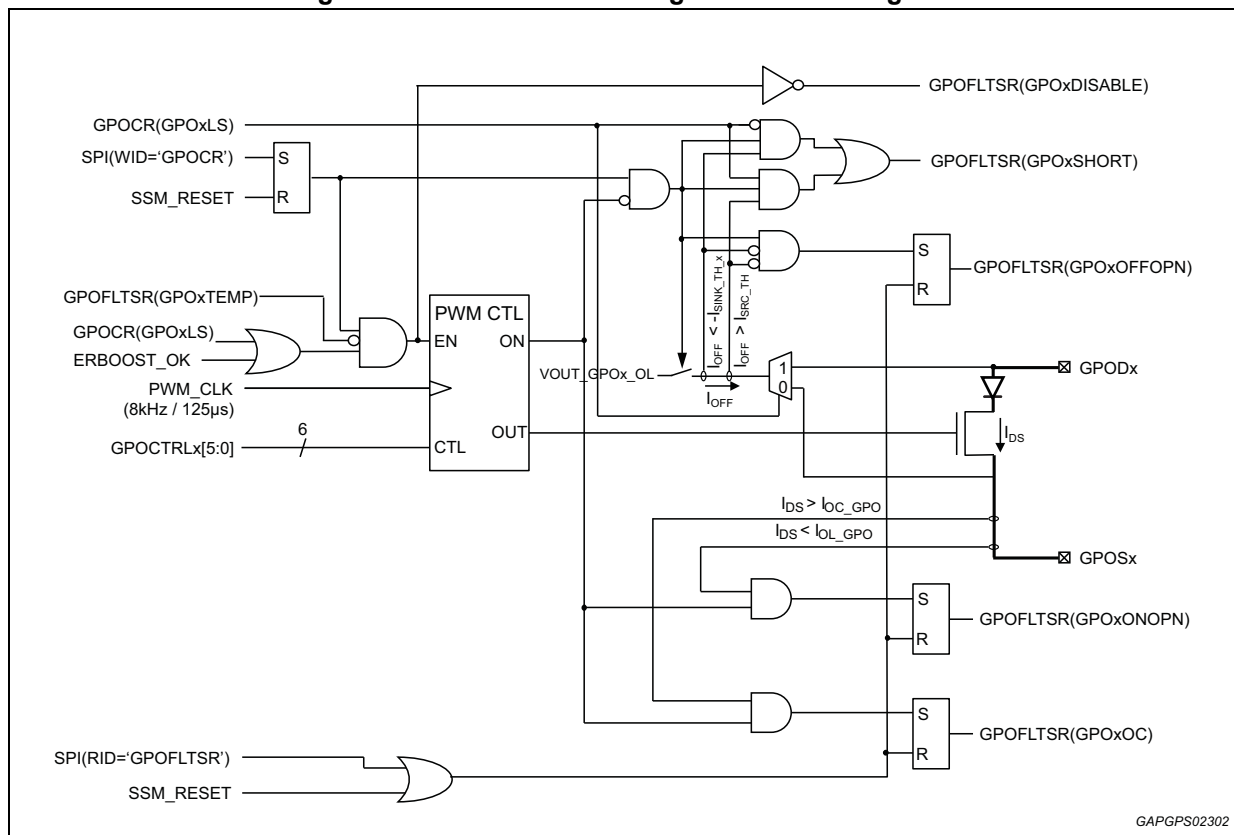 GPOFLTSR(GPOxDISABLE)
GPOCR(GPOxLS)
SPI(WID=‘GPOCR’)
S
GPOFLTSR(GPOxSHORT)
SSM_RESET
R
S
GPOFLTSR(GPOxOFFOPN)
R
GPOFLTSR(GPOxTEMP)
PWM CTL
GPOCR(GPOxLS)
EN
ON
ERBOOST_OK
IOFF < -ISINK_TH_x
IOFF > ISRC_TH
VOUT_GPOx_OL
1
0
GPODx
PWM_CLK
(8kHz / 125µs)
IOFF
6
OUT
IDS
GPOCTRLx[5:0]
CTL
IDS > IOC_GPO
IDS < IOL_GPO
GPOSx
S
GPOFLTSR(GPOxONOPN)
R
S
GPOFLTSR(GPOxOC)
R
SPI(RID=‘GPOFLTSR’)
SSM_RESET
GAPGPS02302